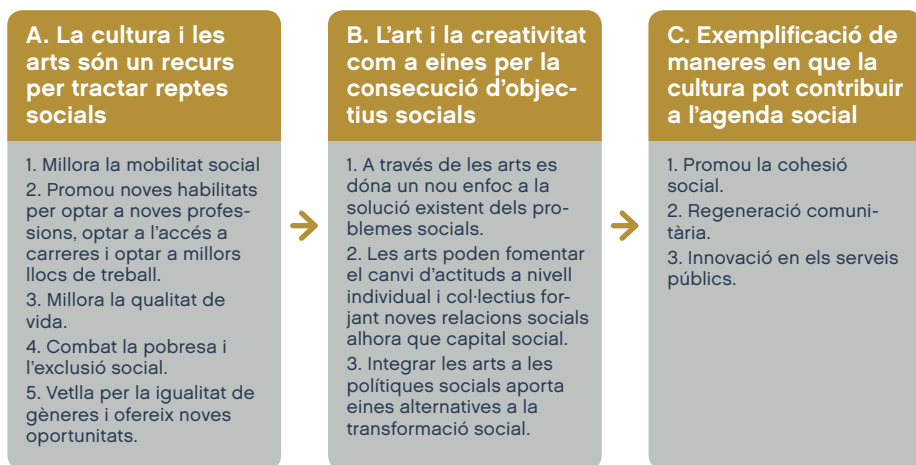 A. La cultura i les
arts són un recurs
per tractar reptes
socials
1. Millora la mobilitat social
2. Promou noves habilitats
per optar a noves profes-
sions, optar a l'accés a
carreres i optar a millors
llocs de treball.
3. Millora la qualitat de
vida.
4. Combat la pobresa i
l'exclusió social.
5. Vetlla per la igualtat de
gèneres i ofereix noves
oportunitats.
B. L'art i la creativitat
com a eines per la
consecució d'objec-
tius socials
1. A través de les arts es
dóna un nou enfoc a la
solució existent dels pro-
blemes socials.
2. Les arts poden fomentar
el canvi d'actituds a nivell
individual i col·lectius for-
jant noves relacions socials
alhora que capital social.
3. Integrar les arts a les
polítiques socials aporta
eines alternatives a la
transformació social.
C. Exemplificació de
maneres en que la
cultura pot contribuir
a l'agenda social
1. Promou la cohesió
social.
2. Regeneració comuni-
tària.
3. Innovació en els serveis
públics.